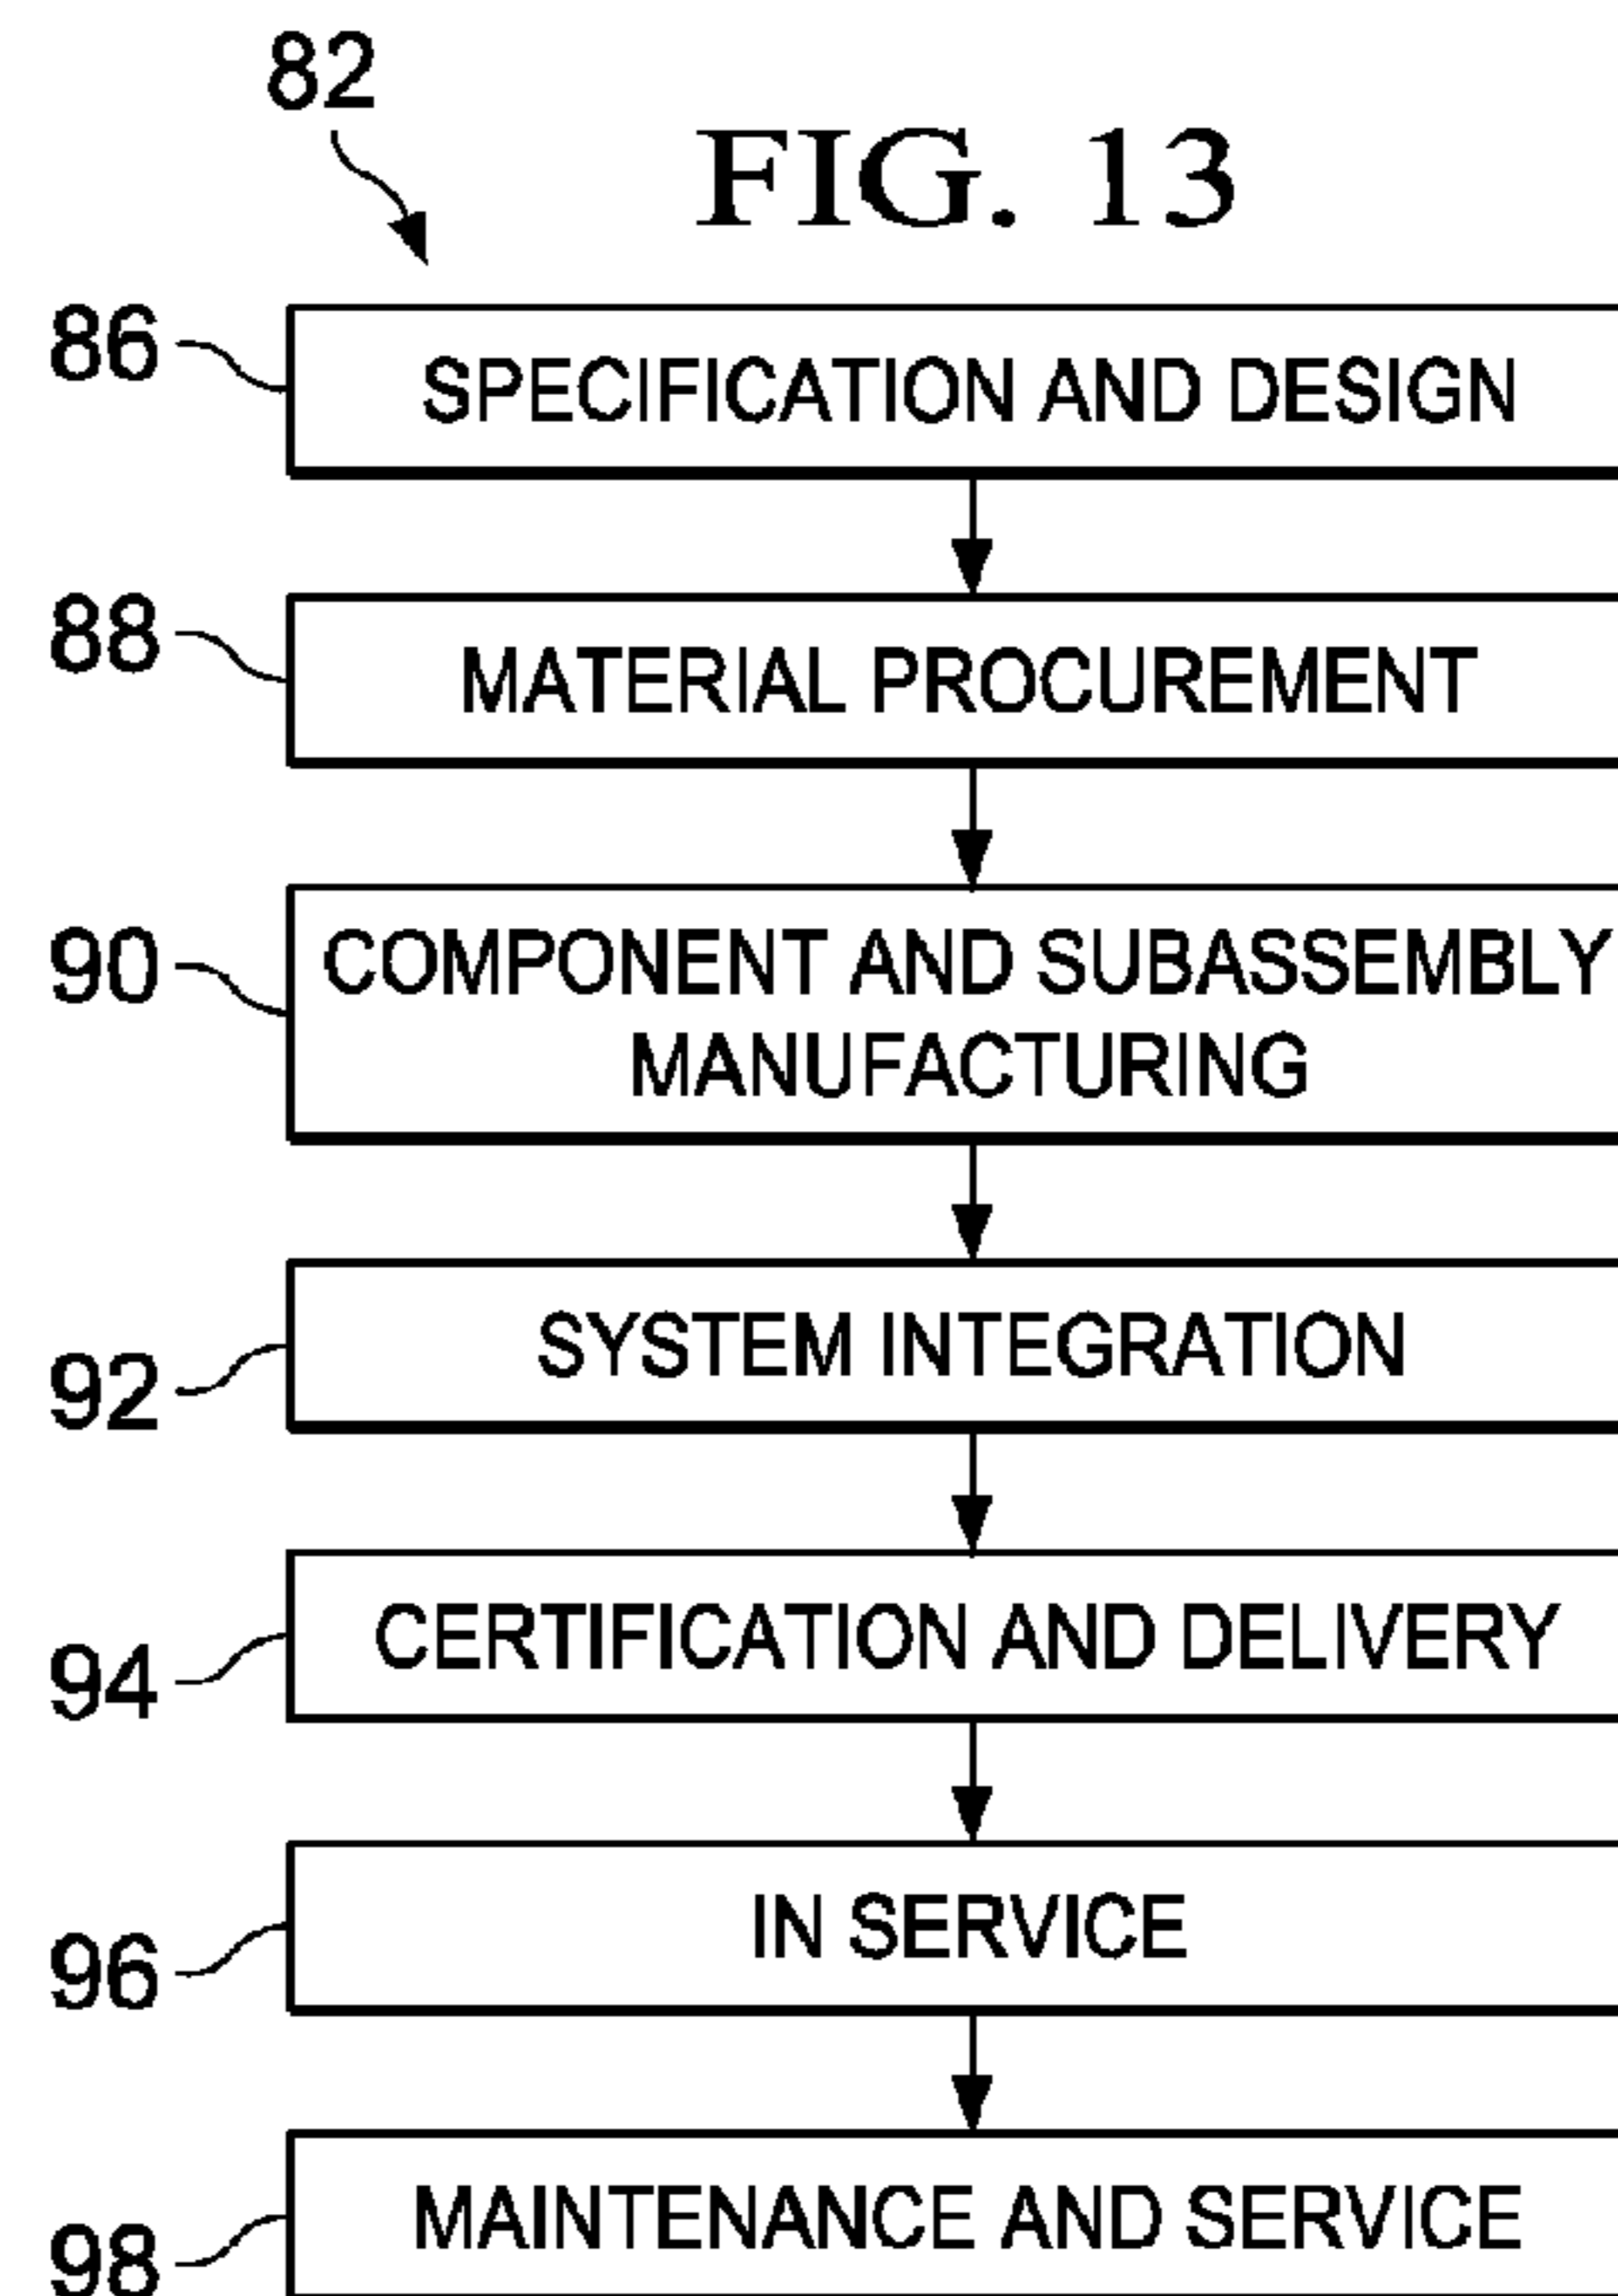 82
FIG. 13
86
SPECIFICATION AND DESIGN
88
MATERIAL PROCUREMENT
90
COMPONENT AND SUBASSEMBLY
MANUFACTURING
92
SYSTEM INTEGRATION
94
CERTIFICATION AND DELIVERY
96
IN SERVICE
98
MAINTENANCE AND SERVICE